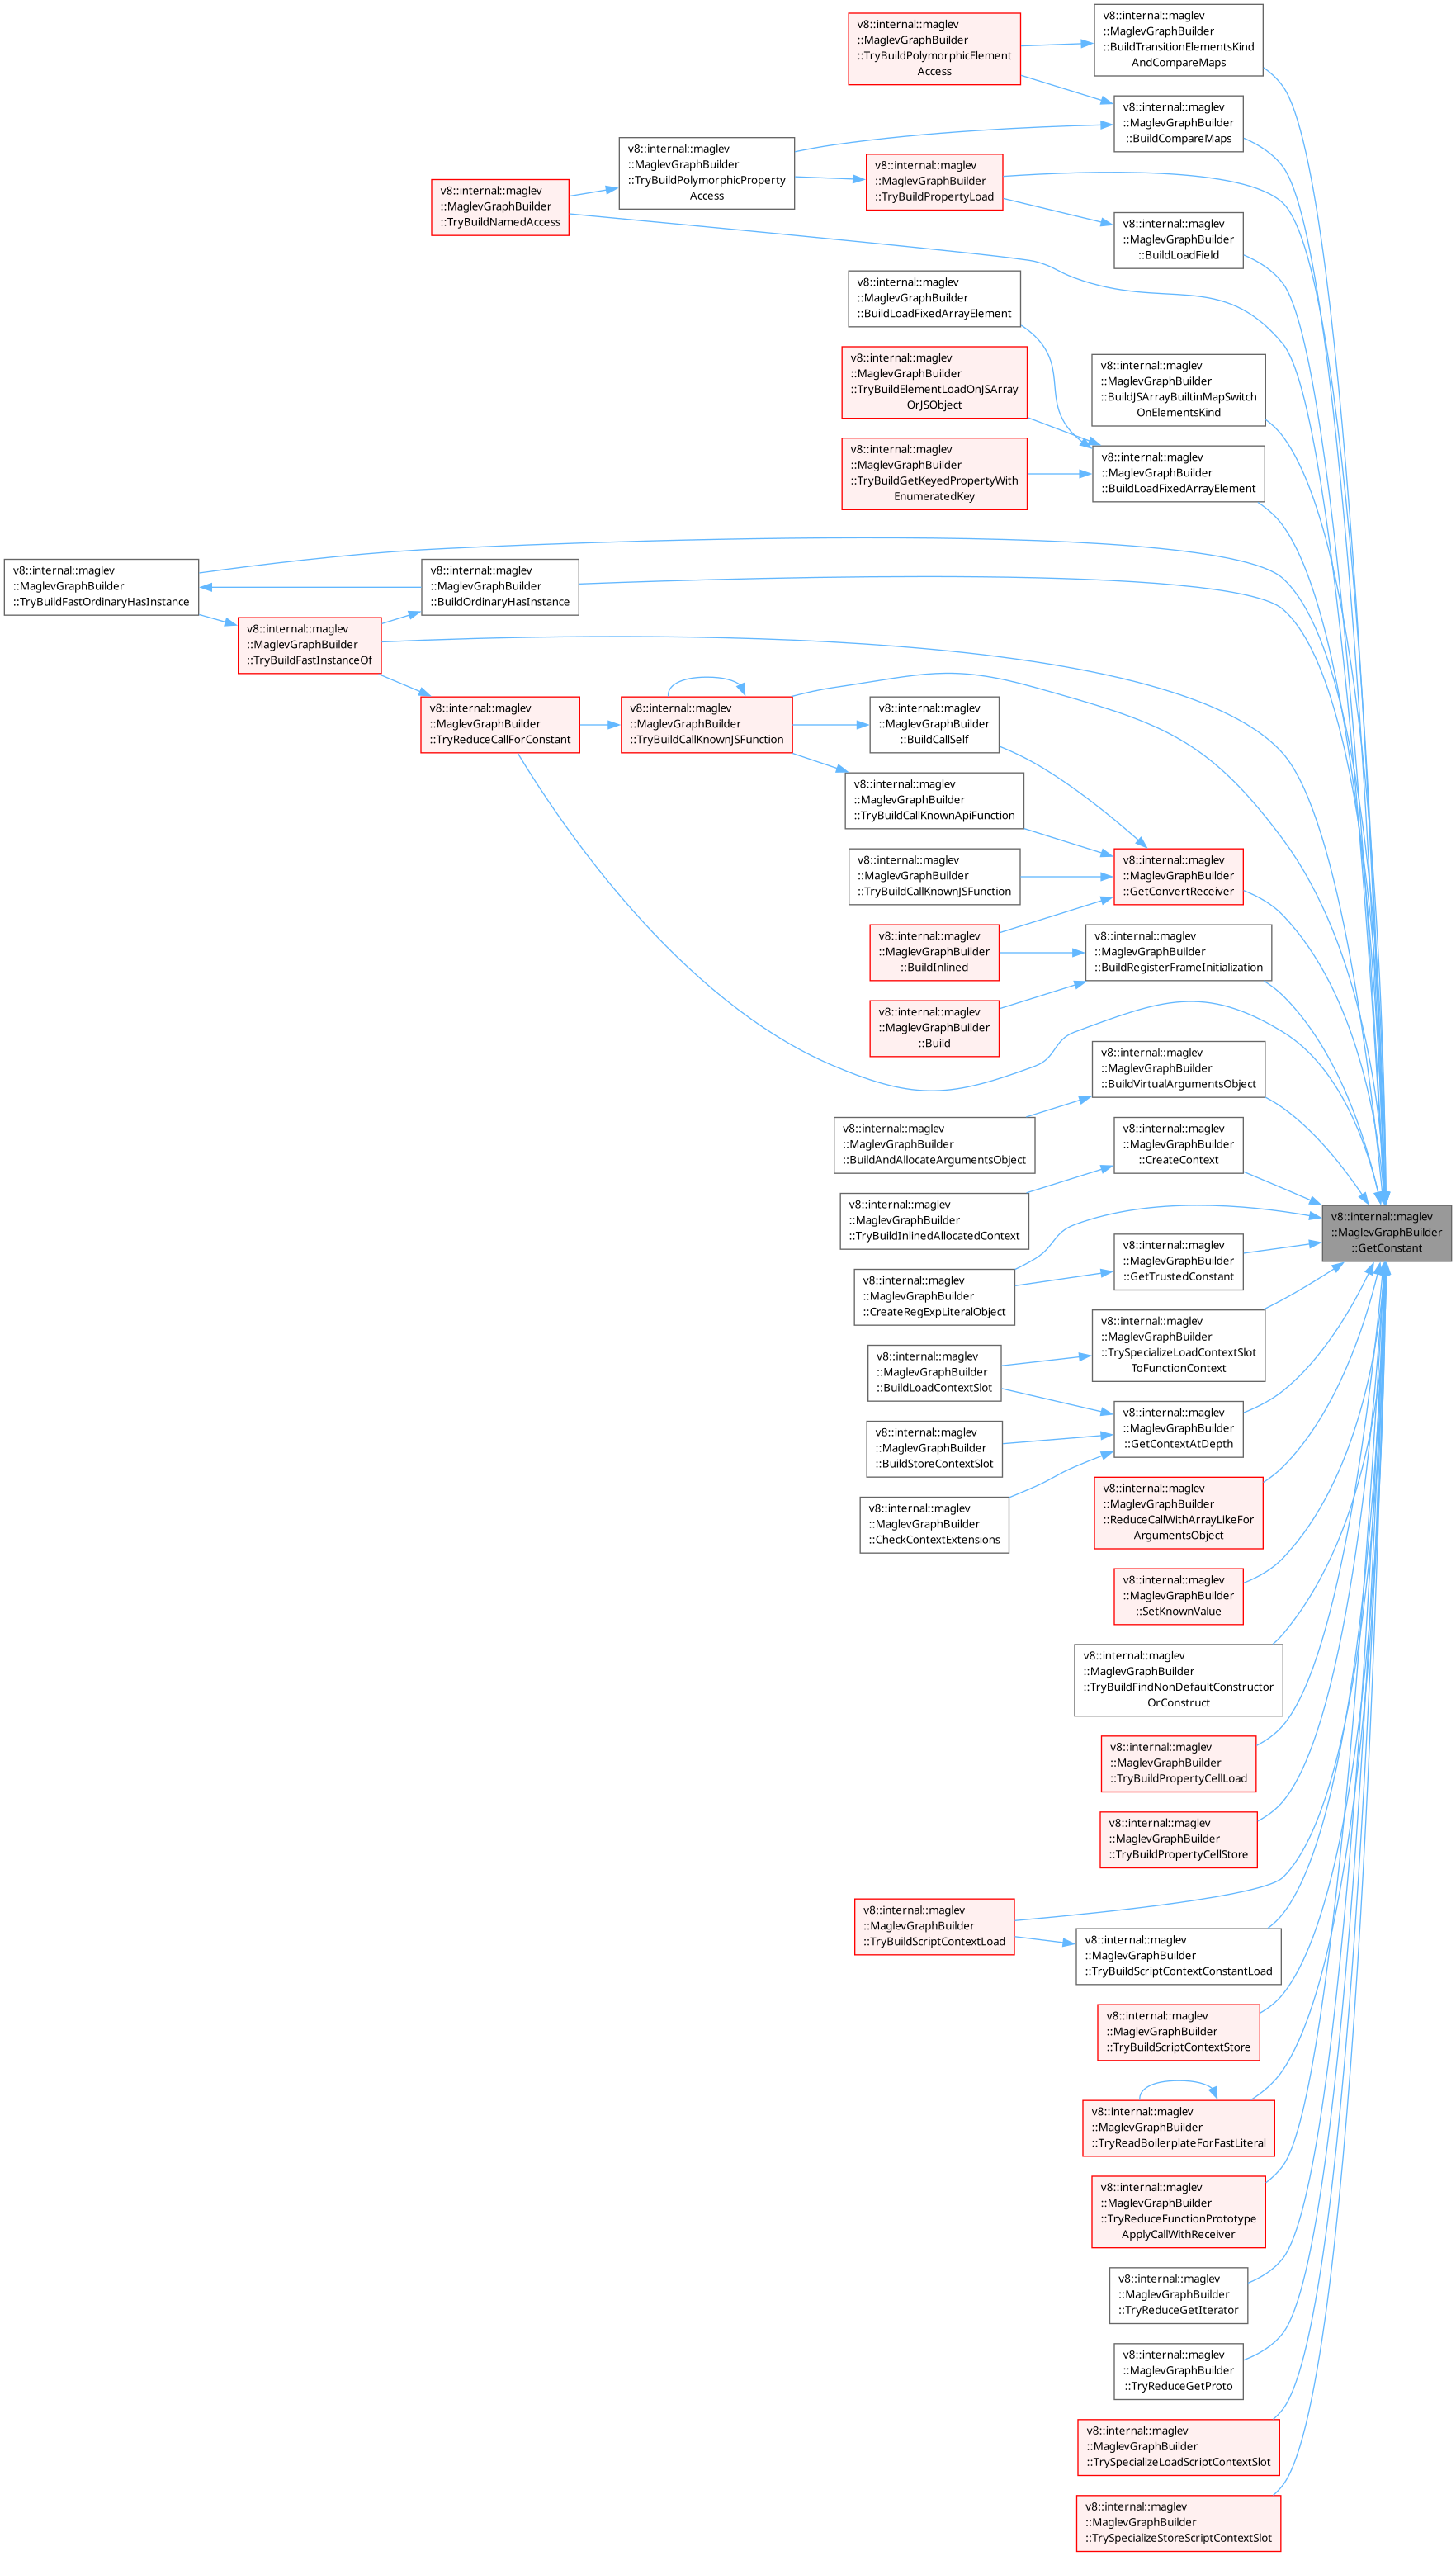 v8::internal::maglev
::MaglevGraphBuilder
::TryBuildPolymorphicElement
Access
v8::internal::maglev
::MaglevGraphBuilder
::BuildTransitionElementsKind
AndCompareMaps
v8::internal::maglev
::MaglevGraphBuilder
::BuildCompareMaps
v8::internal::maglev
::MaglevGraphBuilder
::TryBuildPolymorphicProperty
Access
v8::internal::maglev
::MaglevGraphBuilder
::TryBuildPropertyLoad
v8::internal::maglev
::MaglevGraphBuilder
::TryBuildNamedAccess
v8::internal::maglev
::MaglevGraphBuilder
::BuildLoadField
v8::internal::maglev
::MaglevGraphBuilder
::BuildLoadFixedArrayElement
v8::internal::maglev
::MaglevGraphBuilder
::TryBuildElementLoadOnJSArray
OrJSObject
v8::internal::maglev
::MaglevGraphBuilder
::BuildJSArrayBuiltinMapSwitch
OnElementsKind
v8::internal::maglev
::MaglevGraphBuilder
::TryBuildGetKeyedPropertyWith
EnumeratedKey
v8::internal::maglev
::MaglevGraphBuilder
::BuildLoadFixedArrayElement
v8::internal::maglev
::MaglevGraphBuilder
::TryBuildFastOrdinaryHasInstance
v8::internal::maglev
::MaglevGraphBuilder
::BuildOrdinaryHasInstance
v8::internal::maglev
::MaglevGraphBuilder
::TryBuildFastInstanceOf
v8::internal::maglev
::MaglevGraphBuilder
::TryReduceCallForConstant
v8::internal::maglev
::MaglevGraphBuilder
::TryBuildCallKnownJSFunction
v8::internal::maglev
::MaglevGraphBuilder
::BuildCallSelf
v8::internal::maglev
::MaglevGraphBuilder
::TryBuildCallKnownApiFunction
v8::internal::maglev
::MaglevGraphBuilder
::TryBuildCallKnownJSFunction
v8::internal::maglev
::MaglevGraphBuilder
::GetConvertReceiver
v8::internal::maglev
::MaglevGraphBuilder
::BuildInlined
v8::internal::maglev
::MaglevGraphBuilder
::BuildRegisterFrameInitialization
v8::internal::maglev
::MaglevGraphBuilder
::Build
v8::internal::maglev
::MaglevGraphBuilder
::BuildVirtualArgumentsObject
v8::internal::maglev
::MaglevGraphBuilder
::BuildAndAllocateArgumentsObject
v8::internal::maglev
::MaglevGraphBuilder
::CreateContext
v8::internal::maglev
::MaglevGraphBuilder
::TryBuildInlinedAllocatedContext
v8::internal::maglev
::MaglevGraphBuilder
::GetConstant
v8::internal::maglev
::MaglevGraphBuilder
::GetTrustedConstant
v8::internal::maglev
::MaglevGraphBuilder
::CreateRegExpLiteralObject
v8::internal::maglev
::MaglevGraphBuilder
::TrySpecializeLoadContextSlot
ToFunctionContext
v8::internal::maglev
::MaglevGraphBuilder
::BuildLoadContextSlot
v8::internal::maglev
::MaglevGraphBuilder
::GetContextAtDepth
v8::internal::maglev
::MaglevGraphBuilder
::BuildStoreContextSlot
v8::internal::maglev
::MaglevGraphBuilder
::CheckContextExtensions
v8::internal::maglev
::MaglevGraphBuilder
::ReduceCallWithArrayLikeFor
ArgumentsObject
v8::internal::maglev
::MaglevGraphBuilder
::SetKnownValue
v8::internal::maglev
::MaglevGraphBuilder
::TryBuildFindNonDefaultConstructor
OrConstruct
v8::internal::maglev
::MaglevGraphBuilder
::TryBuildPropertyCellLoad
v8::internal::maglev
::MaglevGraphBuilder
::TryBuildPropertyCellStore
v8::internal::maglev
::MaglevGraphBuilder
::TryBuildScriptContextLoad
v8::internal::maglev
::MaglevGraphBuilder
::TryBuildScriptContextConstantLoad
v8::internal::maglev
::MaglevGraphBuilder
::TryBuildScriptContextStore
v8::internal::maglev
::MaglevGraphBuilder
::TryReadBoilerplateForFastLiteral
v8::internal::maglev
::MaglevGraphBuilder
::TryReduceFunctionPrototype
ApplyCallWithReceiver
v8::internal::maglev
::MaglevGraphBuilder
::TryReduceGetIterator
v8::internal::maglev
::MaglevGraphBuilder
::TryReduceGetProto
v8::internal::maglev
::MaglevGraphBuilder
::TrySpecializeLoadScriptContextSlot
v8::internal::maglev
::MaglevGraphBuilder
::TrySpecializeStoreScriptContextSlot